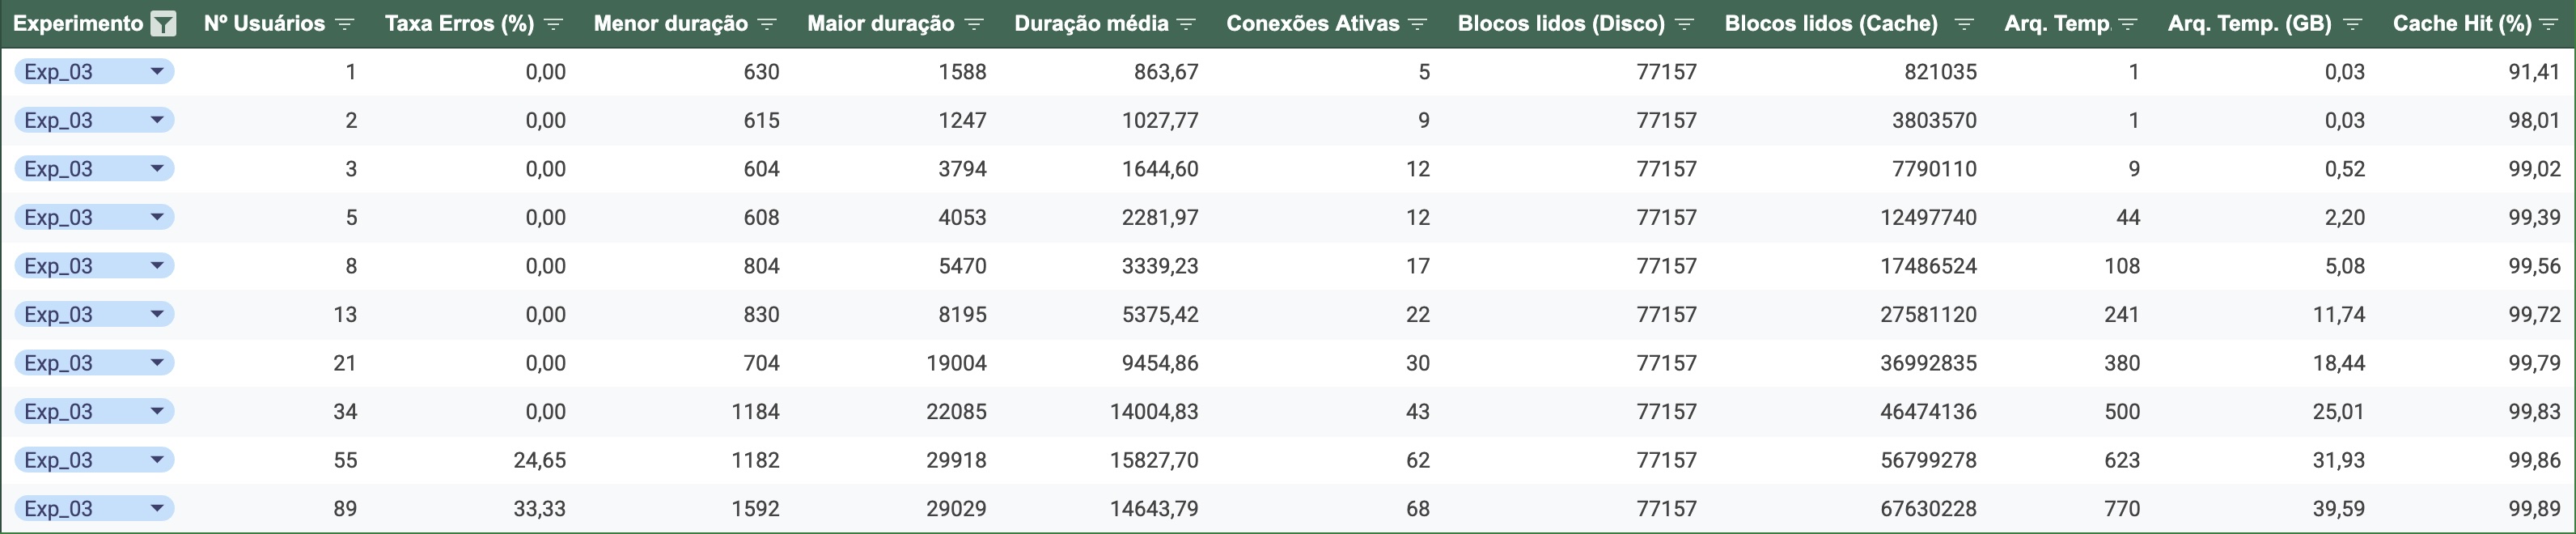 Experimento Nº Usuários Taxa Erros (%) Menor duração Maior duração Duração média Conexões Ativas Blocos lidos (Disco) Blocos lidos (Cache) Arq. Temp. Arq. Temp. (GB) Cache Hit (%)
Exp_03 1 0,00 630 1588 863,67 5 77157 821035 1 0,03 91,41
Exp_03 2 0,00 615 1247 1027,77 9 77157 3803570 1 0,03 98,01
Exp_03 3 0,00 604 3794 1644,60 12 77157 7790110 9 0,52 99,02
Exp_03 5 0,00 608 4053 2281,97 12 77157 12497740 44 2,20 99,39
Exp_03 8 0,00 804 5470 3339,23 17 77157 17486524 108 5,08 99,56
Exp_03 13 0,00 830 8195 5375,42 22 77157 27581120 241 11,74 99,72
Exp_03 21 0,00 704 19004 9454,86 30 77157 36992835 380 18,44 99,79
Exp_03 34 0,00 1184 22085 14004,83 43 77157 46474136 500 25,01 99,83
Exp_03 55 24,65 1182 29918 15827,70 62 77157 56799278 623 31,93 99,86
Exp_03 89 33,33 1592 29029 14643,79 68 77157 67630228 770 39,59 99,89